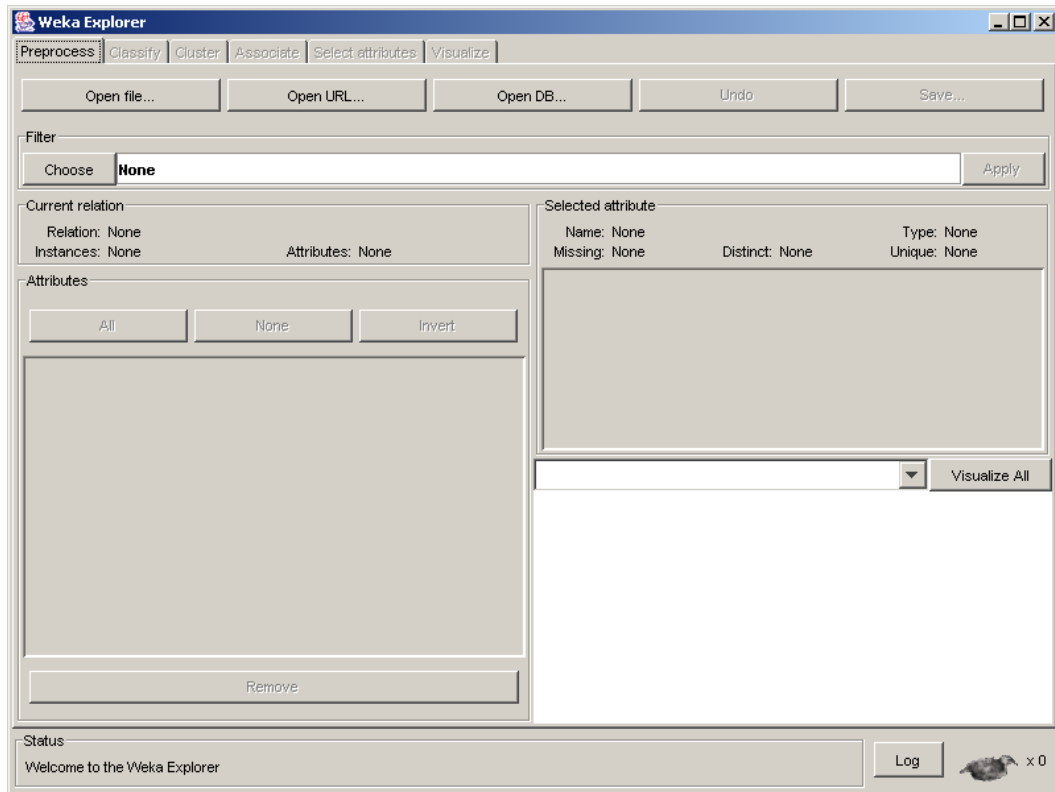 Weka Explorer
Preprocess Classify Cluster Associate Select attributes Visualize
Open file... Open URL... Open DB... Undo Save...
Filter
Choose None Apply
Current relation
Relation: None
Instances: None Attributes: None
Selected attribute
Name: None Type: None
Missing: None Distinct: None Unique: None
Attributes
All None Invert
Visualize All
Remove
Status
Welcome to the Weka Explorer
Log x 0